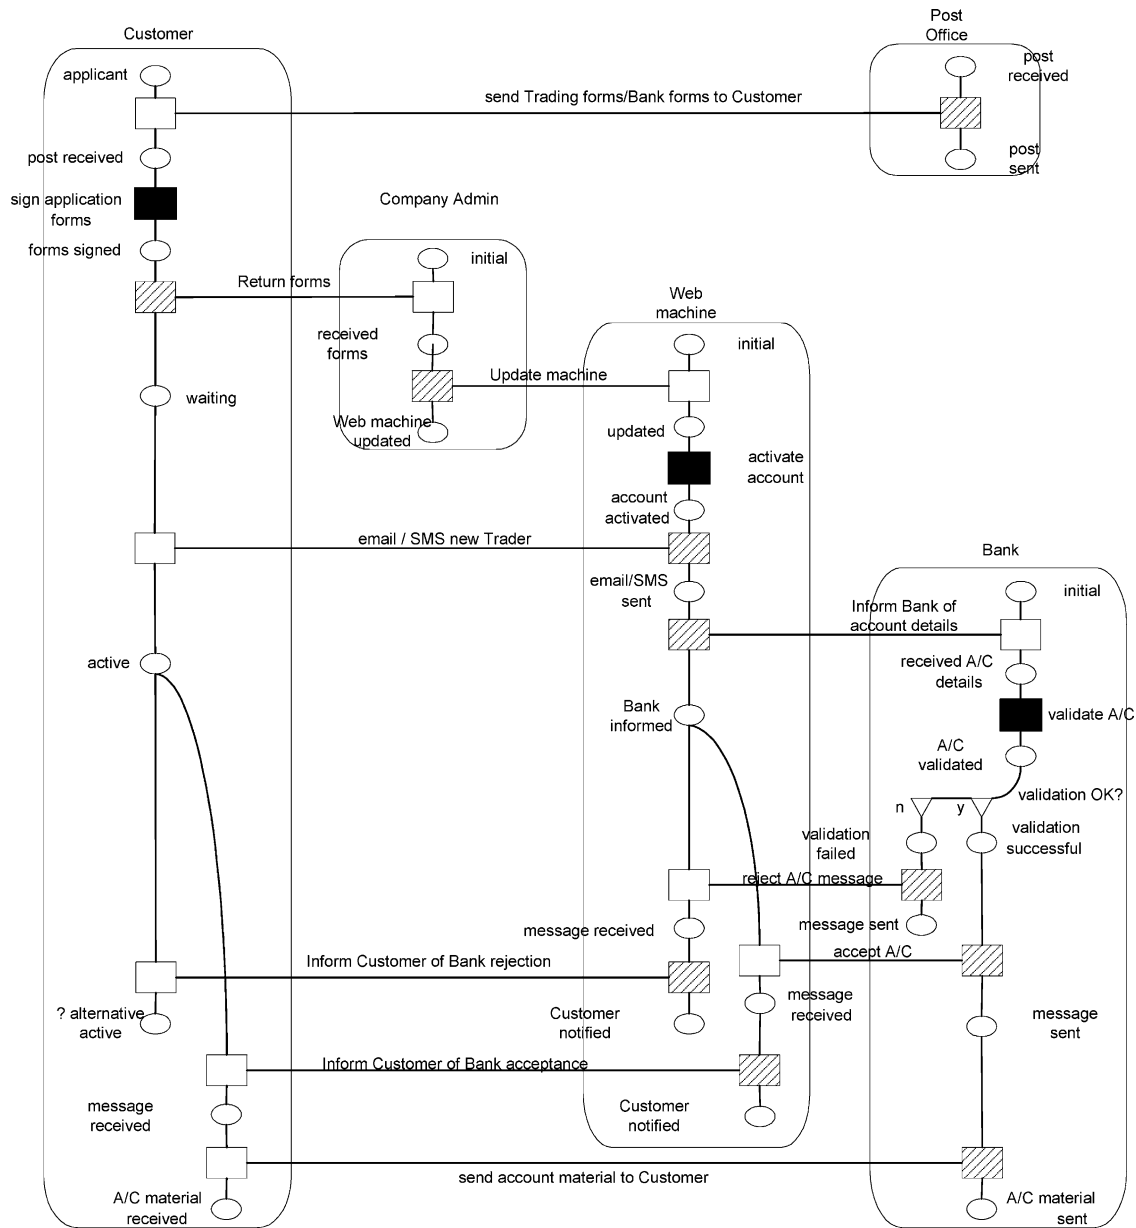 Post
Office
Customer
post
received
applicant
send Trading forms/Bank forms to Customer
post received
post
sent
sign application
forms
Company Admin
forms signed
initial
Return forms
Web
machine
received
forms
initial
Update machine
waiting
Web machine
updated
updated
activate
account
account
activated
email / SMS new Trader
Bank
email/SMS
sent
initial
Inform Bank of
account details
active
received A/C
details
Bank
informed
validate A/C
A/C
validated
validation OK?
n
y
validation
failed
validation
successful
reject A/C message
message sent
message received
accept A/C
Inform Customer of Bank rejection
? alternative
active
Customer
notified
message
received
message
sent
Inform Customer of Bank acceptance
message
received
Customer
notified
send account material to Customer
A/C material
received
A/C material
sent